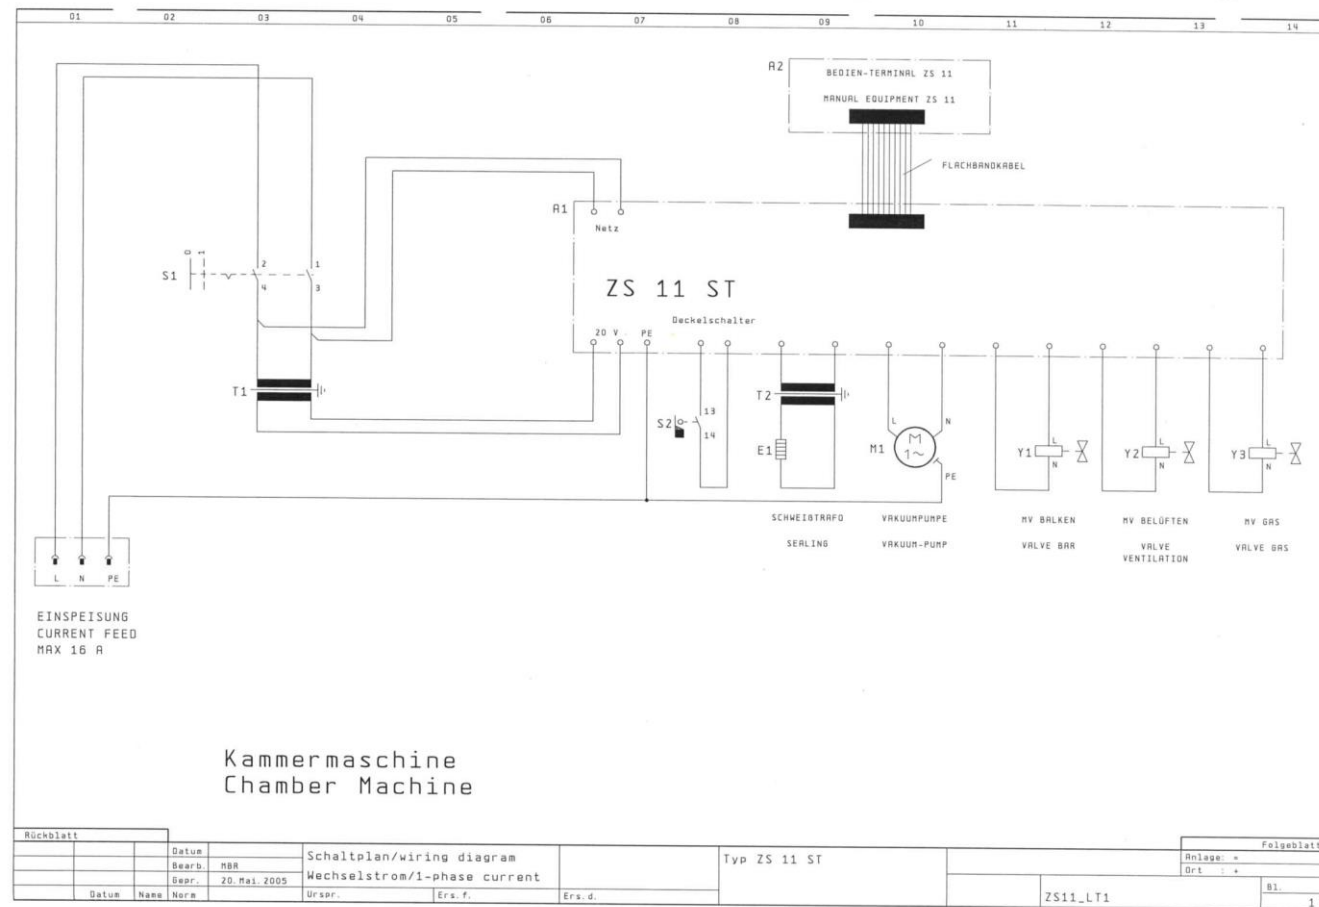 01 02 03 04 05 06 07 08 09 10 11 12 13 14
A2
BEDIEN-TERMINAL ZS 11
MANUAL EQUIPMENT ZS 11
FLACHBANDKABEL
A1
Netz
S1
0 1
2 1
4 3
ZS 11 ST
Deckelschalter
20 V PE
T1
T2
S2
13
14
E1
L N
M1
M
1~
PE
Y1
L
N
Y2
L
N
Y3
L
N
SCHWEIßTRAFO
SEALING
VAKUUMPUMPE
VAKUUM-PUMP
MV BALKEN
VALVE BAR
MV BELÜFTEN
VALVE
VENTILATION
MV GAS
VALVE GAS
L N PE
EINSPEISUNG
CURRENT FEED
MAX 16 A
Kammermaschine
Chamber Machine
Rückblatt
Datum
Bearb. MBR
Gepr. 20.Mai.2005
Datum Name Norm
Schaltplan/wiring diagram
Wechselstrom/1-phase current
Urspr. Ers.f. Ers.d.
Typ ZS 11 ST
ZS11_LT1
Folgeblatt
Anlage: =
Ort : +
Bl.
1